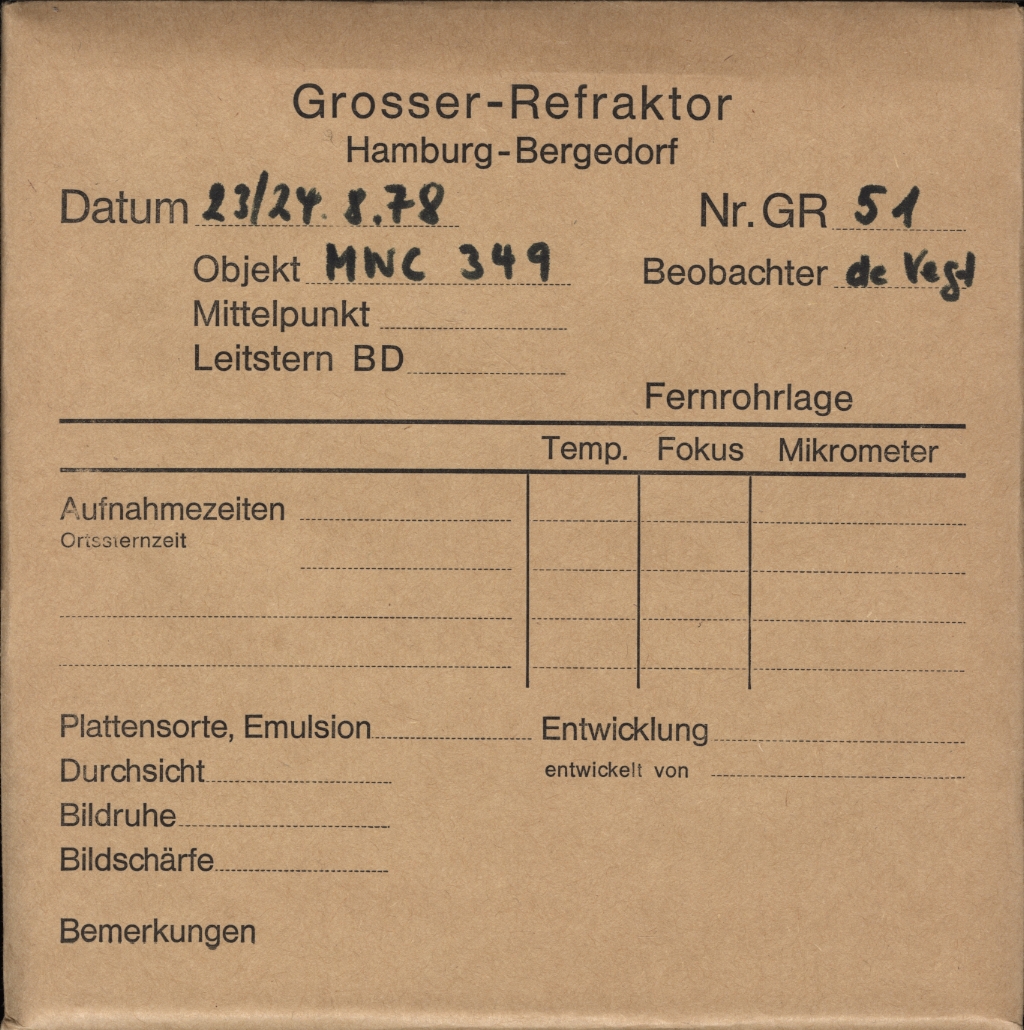 Grosser-Refraktor
Hamburg-Bergedorf
Datum 23/24. 8.78 Nr. GR 51
Objekt MNC 349 Beobachter de Vegt
Mittelpunkt
Leitstern BD
Fernrohrlage
Temp. Fokus Mikrometer
Aufnahmezeiten
Ortssternzeit
Plattensorte, Emulsion Entwicklung
Durchsicht entwickelt von
Bildruhe
Bildschärfe
Bemerkungen